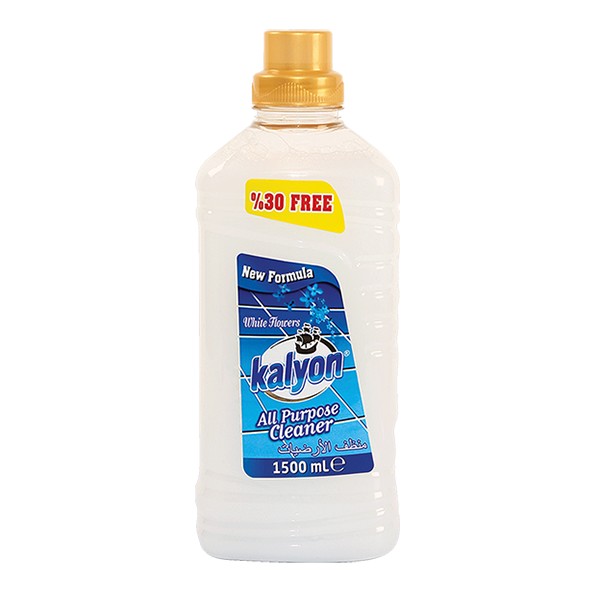 %30 FREE
New Formula
White Flowers
kalyon®
All Purpose
Cleaner
منظف الأرضيات
1500 mL℮